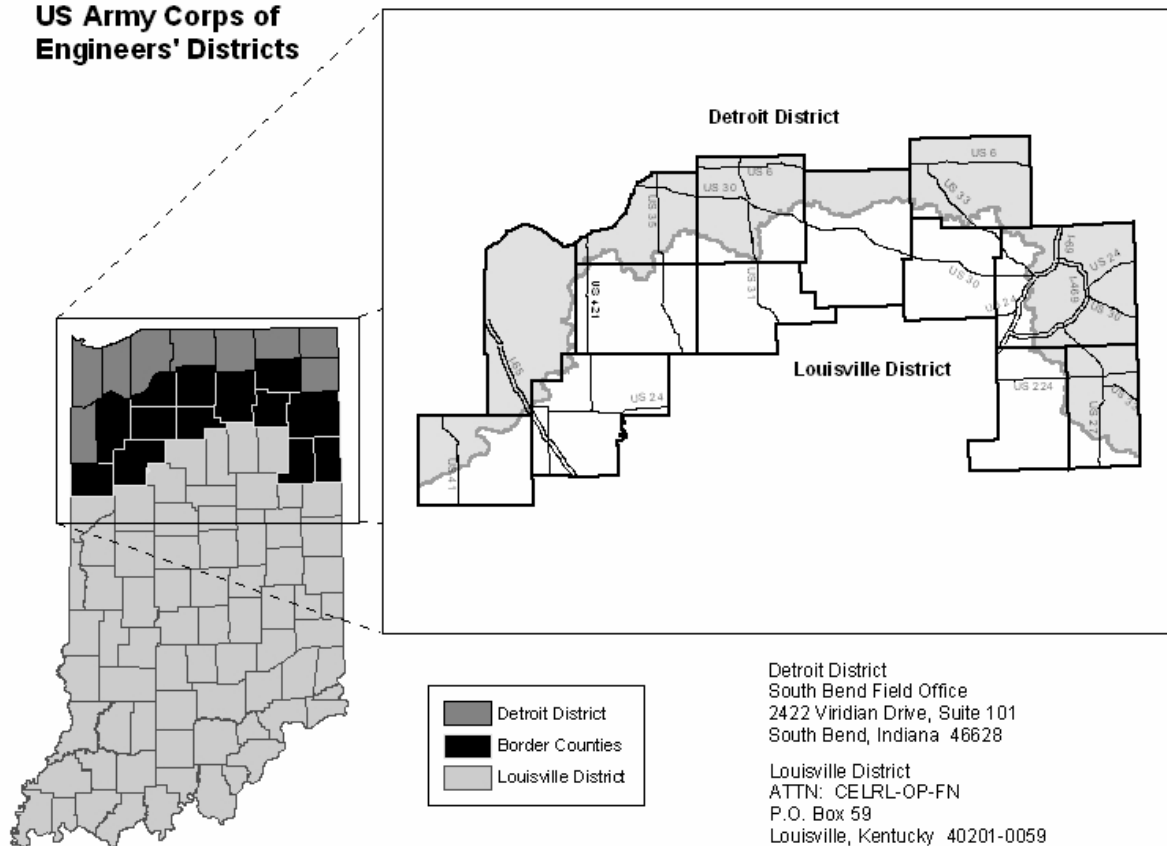 US Army Corps of
Engineers' Districts
Detroit District
US 6
US 6
US 30
US 33
US 35
I-69
US 24
I-469
US 31
US 30
US 24
US 421
US 30
I-65
Louisville District
US 224
US 24
US 27
US 33
US 41
Detroit District
Border Counties
Louisville District
Detroit District
South Bend Field Office
2422 Viridian Drive, Suite 101
South Bend, Indiana 46628
Louisville District
ATTN: CELRL-OP-FN
P.O. Box 59
Louisville, Kentucky 40201-0059